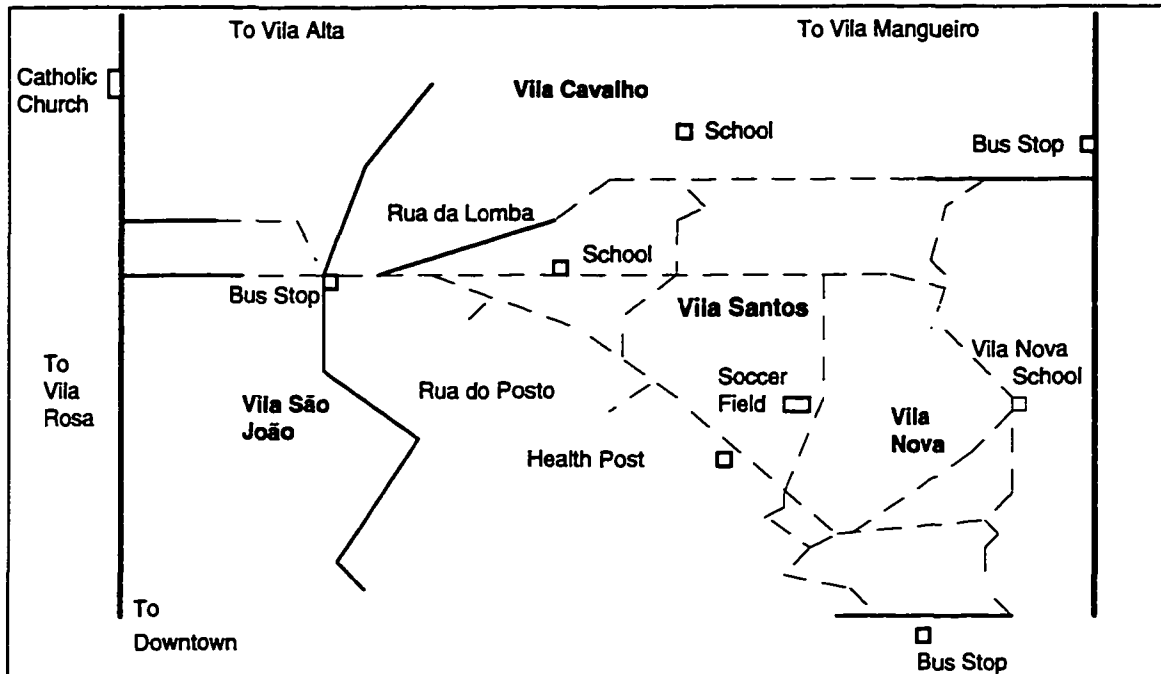 To Vila Alta
To Vila Mangueiro
Catholic
Church
Vila Cavalho
School
Bus Stop
Rua da Lomba
School
Bus Stop
Vila Santos
To
Vila
Rosa
Vila São
João
Rua do Posto
Soccer
Field
Vila Nova
School
Vila
Nova
Health Post
To
Downtown
Bus Stop